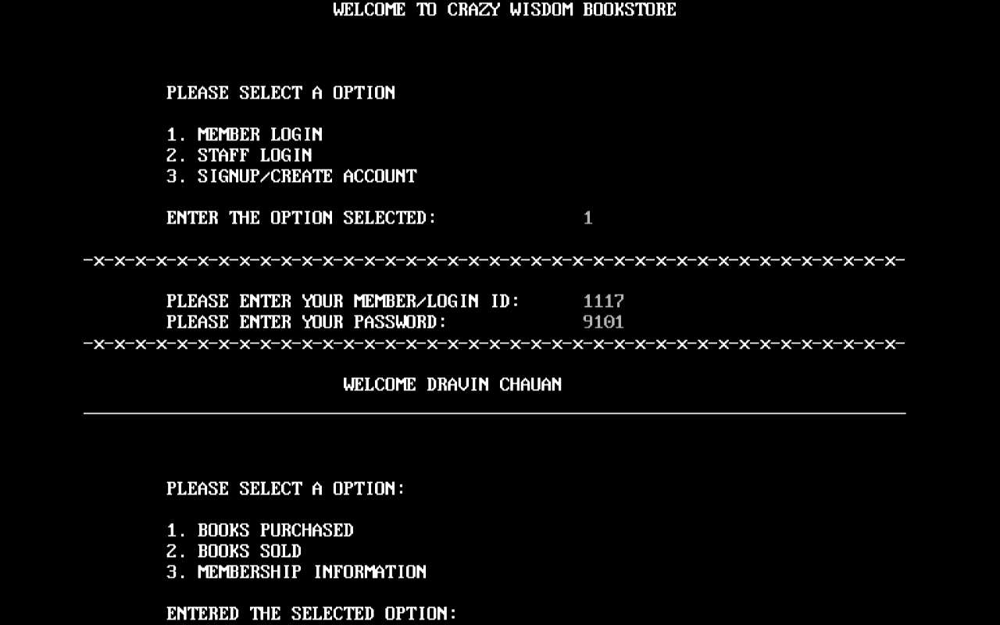 WELCOME TO CRAZY WISDOM BOOKSTORE
PLEASE SELECT A OPTION
1. MEMBER LOGIN
2. STAFF LOGIN
3. SIGNUP/CREATE ACCOUNT
ENTER THE OPTION SELECTED: 1
-x-x-x-x-x-x-x-x-x-x-x-x-x-x-x-x-x-x-x-x-x-x-x-x-x-x-x-x-x-x-x-x-x-x-x-x-x-x-x-
PLEASE ENTER YOUR MEMBER/LOGIN ID: 1117
PLEASE ENTER YOUR PASSWORD: 9101
-x-x-x-x-x-x-x-x-x-x-x-x-x-x-x-x-x-x-x-x-x-x-x-x-x-x-x-x-x-x-x-x-x-x-x-x-x-x-x-
WELCOME DRAVIN CHAUAN
PLEASE SELECT A OPTION:
1. BOOKS PURCHASED
2. BOOKS SOLD
3. MEMBERSHIP INFORMATION
ENTERED THE SELECTED OPTION: